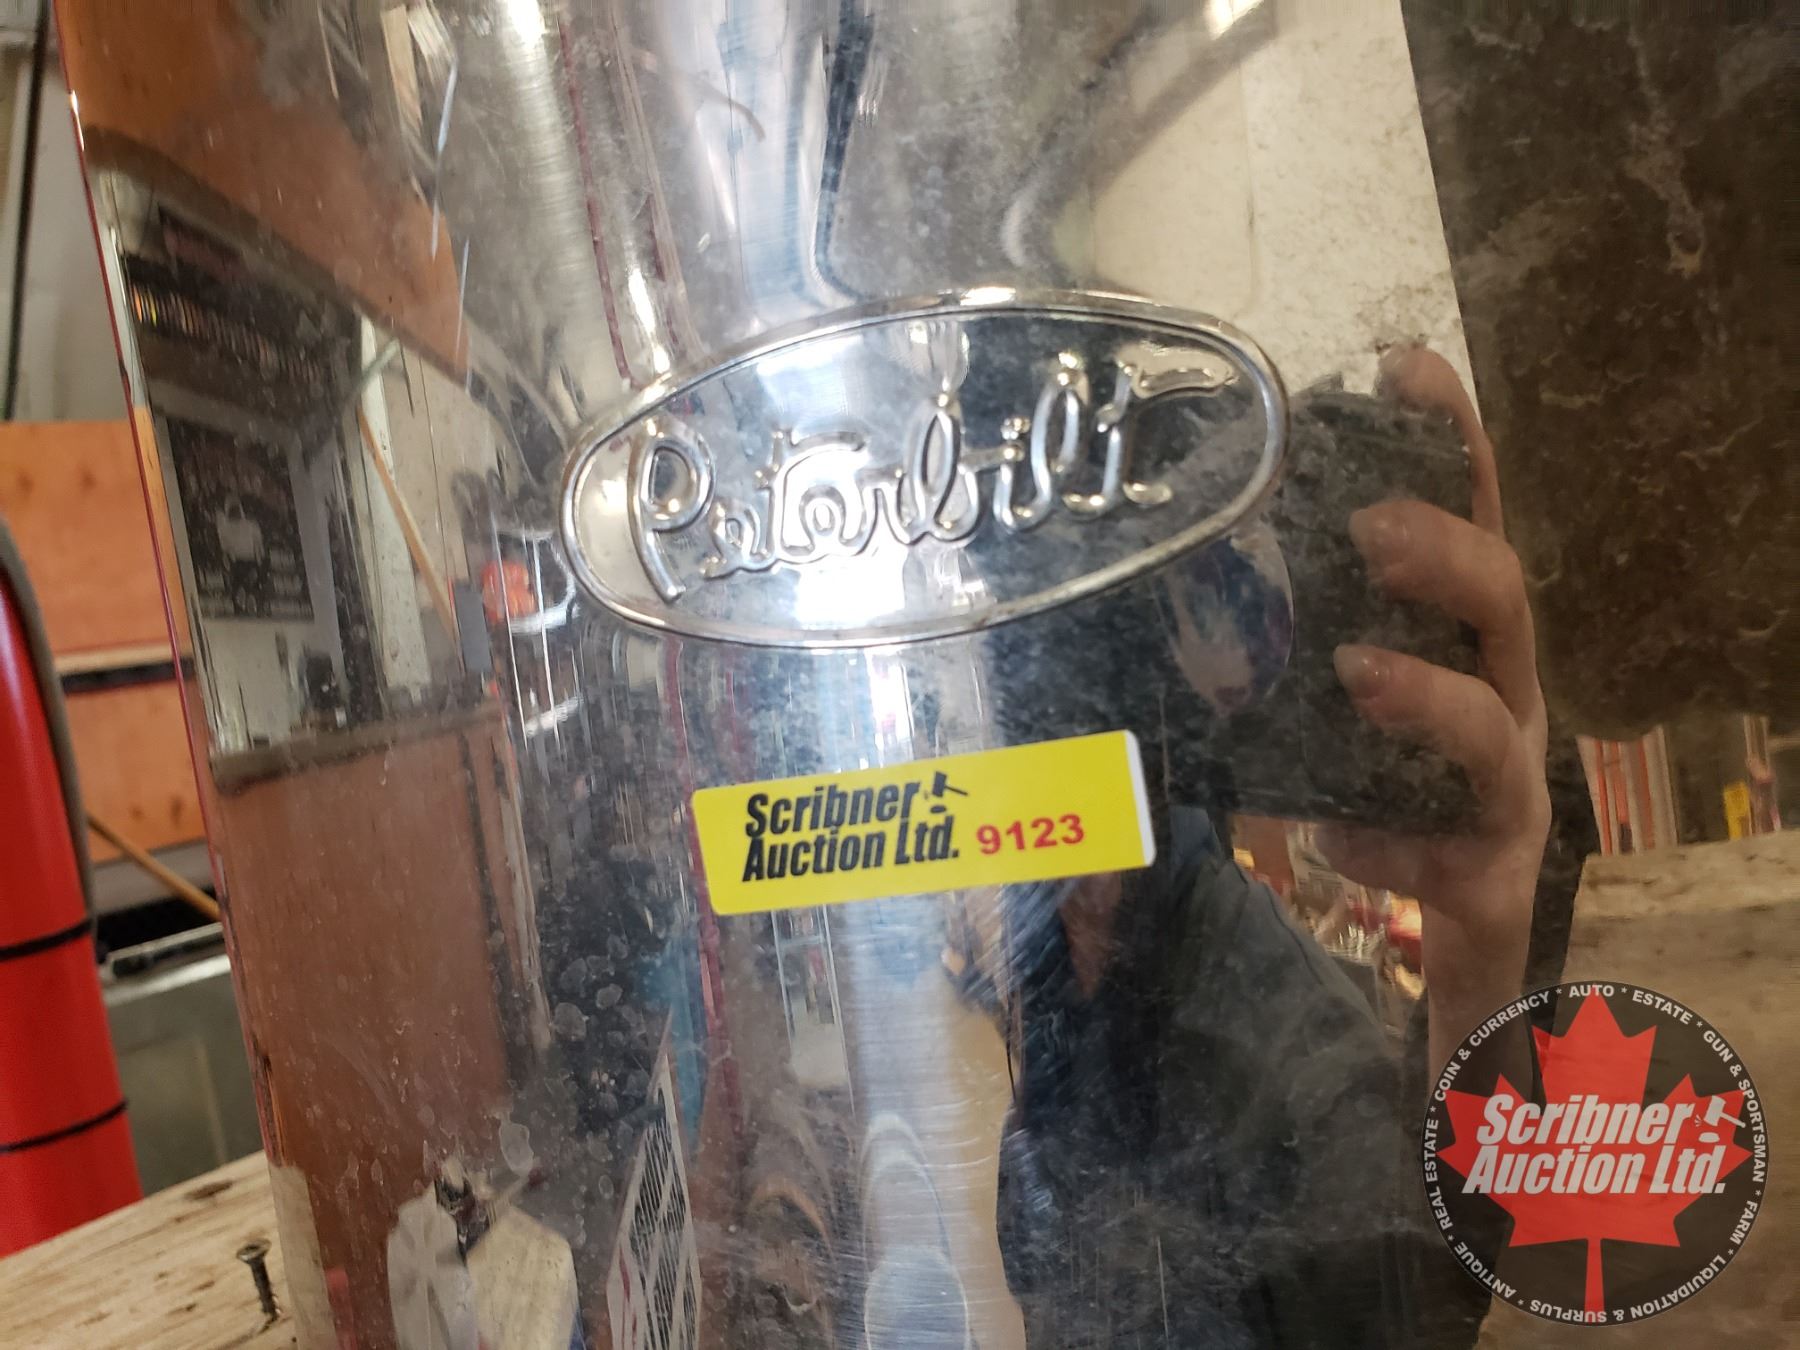 Peterbilt
Scribner
Auction Ltd. 9123
COIN & CURRENCY * AUTO * ESTATE * GUN & SPORTSMAN * FARM * LIQUIDATION & SURPLUS * ANTIQUE * REAL ESTATE *
Scribner
Auction Ltd.